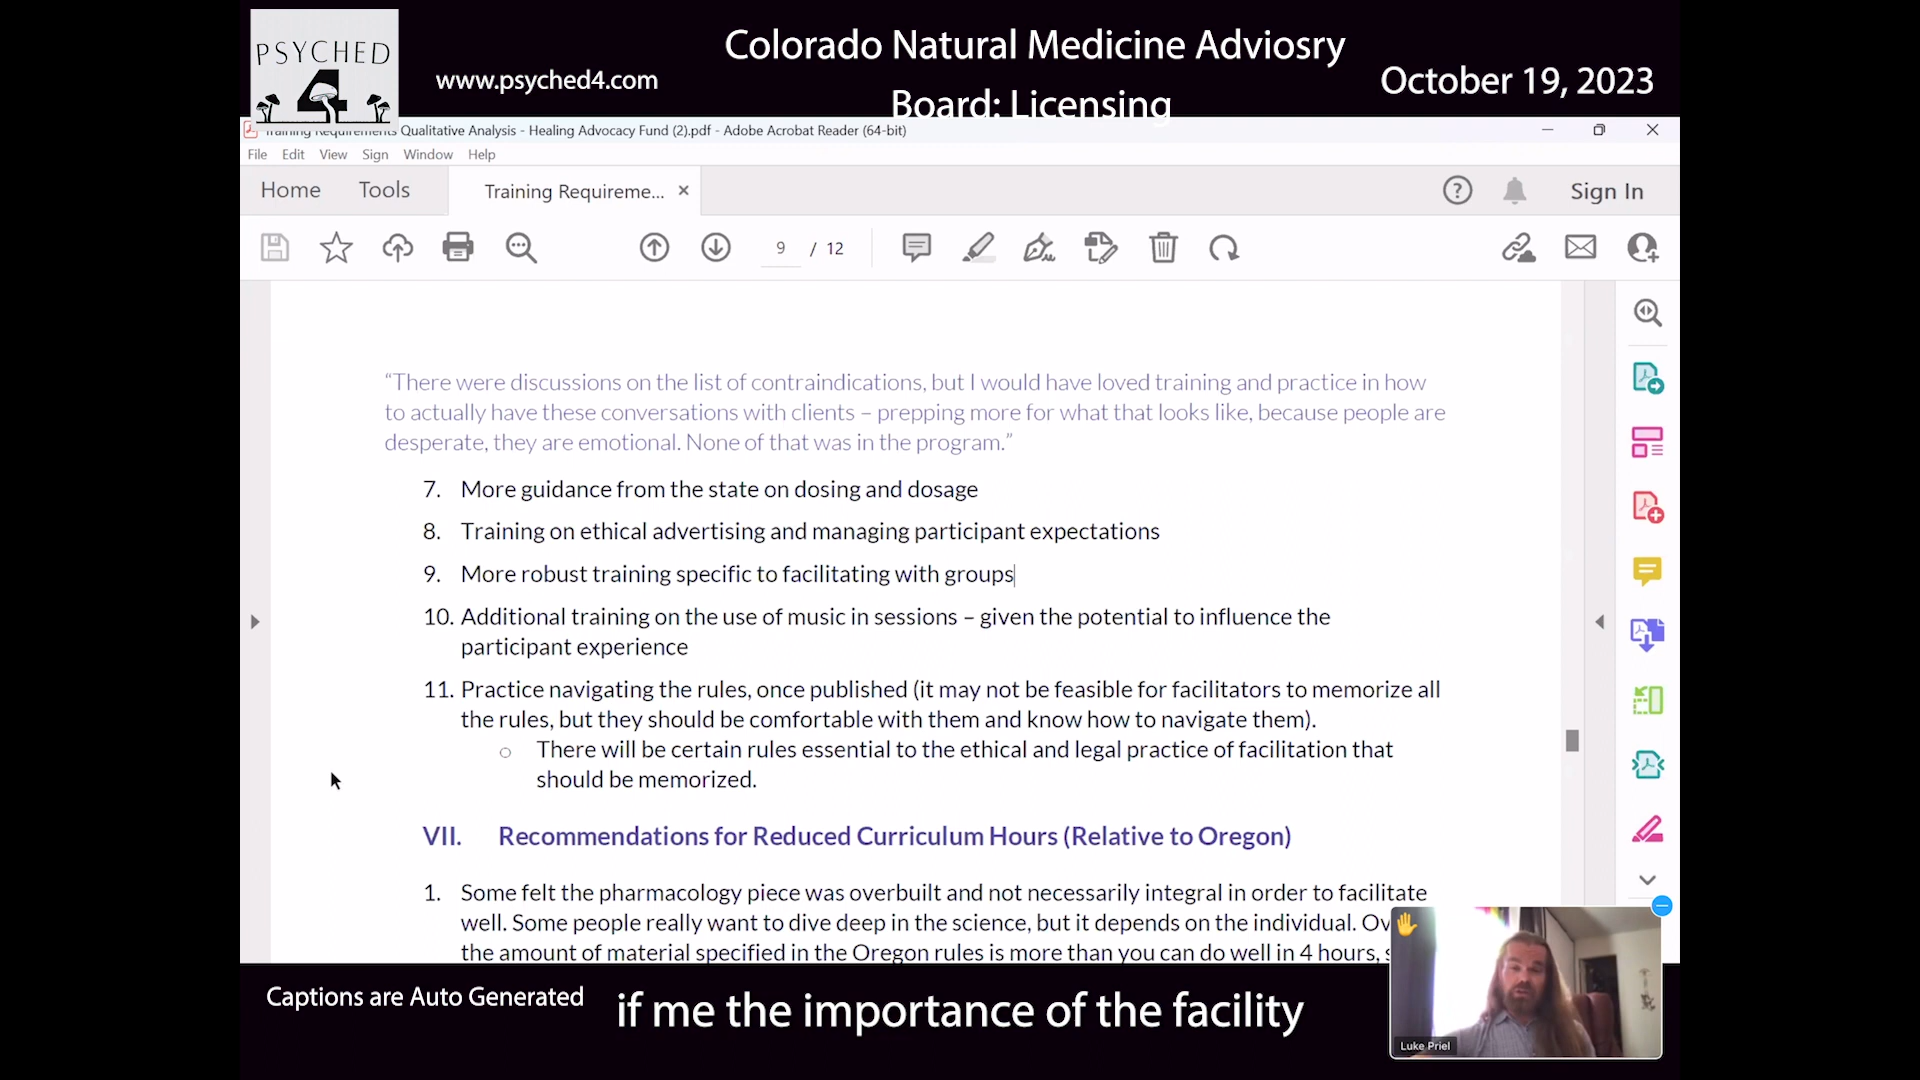 PSYCHED
4
www.psyched4.com
Colorado Natural Medicine Adviosry
Board: Licensing
October 19, 2023
Training Requirements Qualitative Analysis - Healing Advocacy Fund (2).pdf - Adobe Acrobat Reader (64-bit)
File Edit View Sign Window Help
Home Tools Training Requireme... Sign In
9 / 12
“There were discussions on the list of contraindications, but I would have loved training and practice in how
to actually have these conversations with clients – prepping more for what that looks like, because people are
desperate, they are emotional. None of that was in the program.”
7. More guidance from the state on dosing and dosage
8. Training on ethical advertising and managing participant expectations
9. More robust training specific to facilitating with groups
10. Additional training on the use of music in sessions – given the potential to influence the
participant experience
11. Practice navigating the rules, once published (it may not be feasible for facilitators to memorize all
the rules, but they should be comfortable with them and know how to navigate them).
○ There will be certain rules essential to the ethical and legal practice of facilitation that
should be memorized.
VII. Recommendations for Reduced Curriculum Hours (Relative to Oregon)
1. Some felt the pharmacology piece was overbuilt and not necessarily integral in order to facilitate
well. Some people really want to dive deep in the science, but it depends on the individual.
the amount of material specified in the Oregon rules is more than you can do well in 4 hours,
Captions are Auto Generated
if me the importance of the facility
Luke Priel